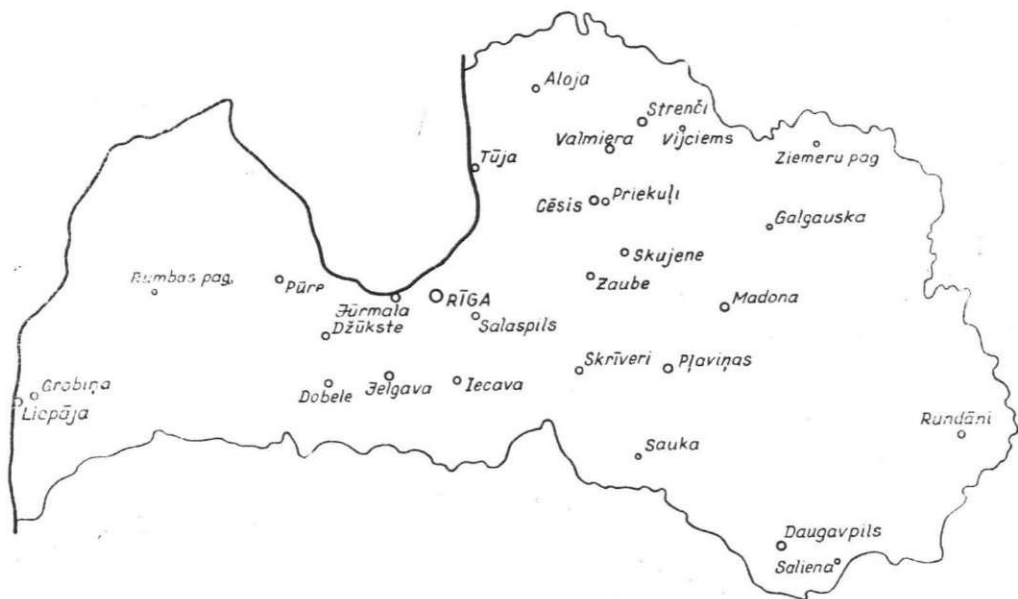 Aloja
Strenči
Valmiera
Vijciems
Ziemeru pag
Tūja
Cēsis
Priekuļi
Galgauska
Skujene
Zaube
Rumbas pag.
Pūre
RĪGA
Jūrmala
Salaspils
Madona
Džūkste
Skrīveri
Pļaviņas
Grobiņa
Liepāja
Dobele
Jelgava
Iecava
Rundāni
Sauka
Daugavpils
Saliena